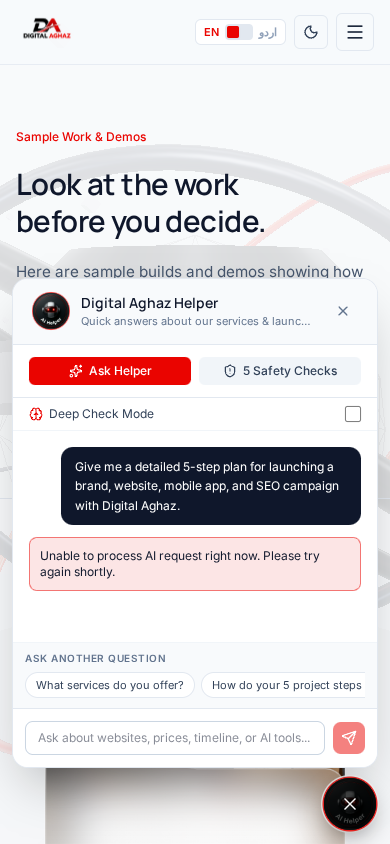 DA
DIGITAL AGHAZ
EN اردو
Sample Work & Demos
Look at the work
before you decide.
Here are sample builds and demos showing how
Digital Aghaz Helper
Quick answers about our services & launc...
Ask Helper
5 Safety Checks
Deep Check Mode
Give me a detailed 5-step plan for launching a
brand, website, mobile app, and SEO campaign
with Digital Aghaz.
Unable to process AI request right now. Please try
again shortly.
ASK ANOTHER QUESTION
What services do you offer?
How do your 5 project steps
Ask about websites, prices, timeline, or AI tools...
AI Helper